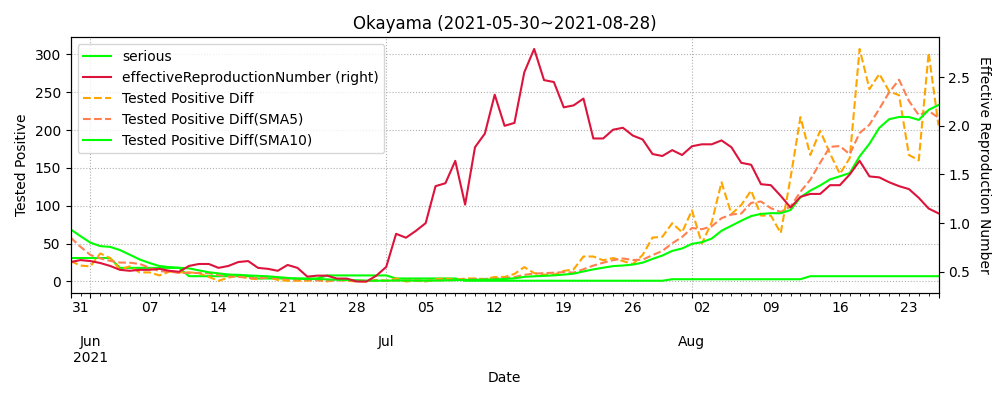 Okayama (2021-05-30~2021-08-28)
serious
effectiveReproductionNumber (right)
Tested Positive Diff
Tested Positive Diff(SMA5)
Tested Positive Diff(SMA10)
Tested Positive
300
250
200
150
100
50
0
2.5
2.0
1.5
1.0
0.5
Effective Reproduction Number
31 07 14 21 28 05 12 19 26 02 09 16 23
Jun Jul Aug
2021
Date